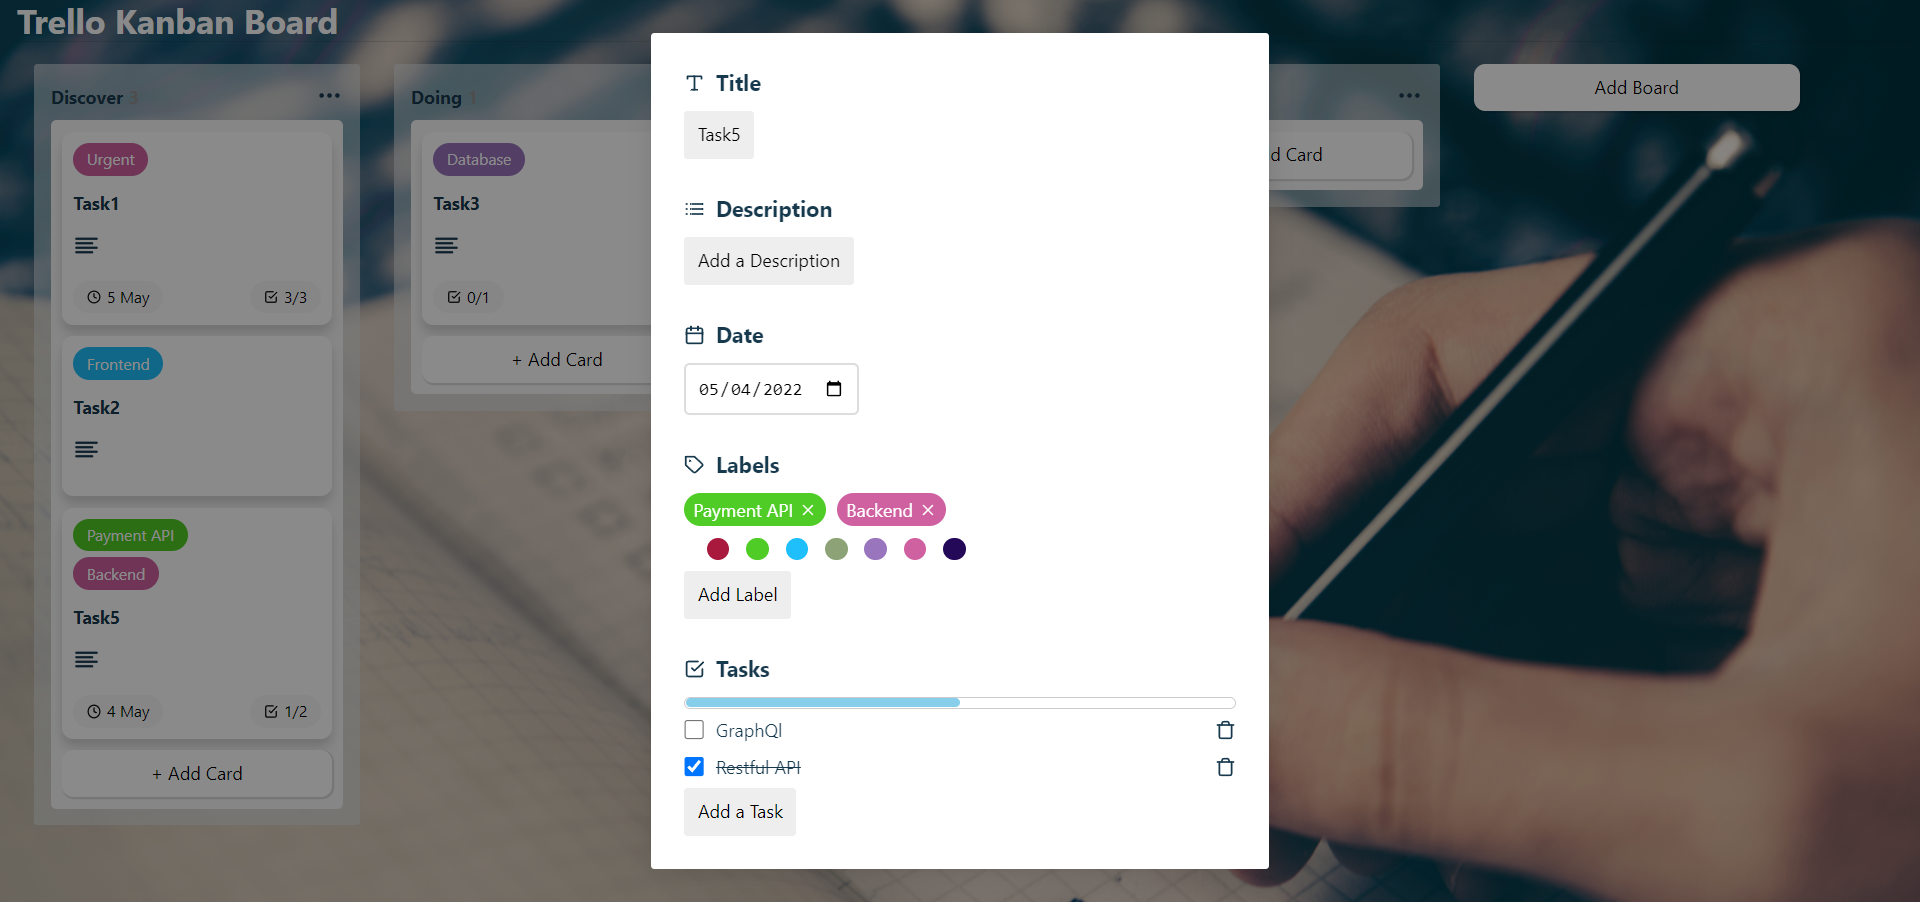 Trello Kanban Board
Discover 3
Urgent
Task1
5 May
3/3
Frontend
Task2
Payment API
Backend
Task5
4 May
1/2
+ Add Card
Doing 1
Database
Task3
0/1
+ Add Card
Title
Task5
Description
Add a Description
Date
05/04/2022
Labels
Payment API
Backend
Add Label
Tasks
GraphQl
Restful API
Add a Task
d Card
Add Board